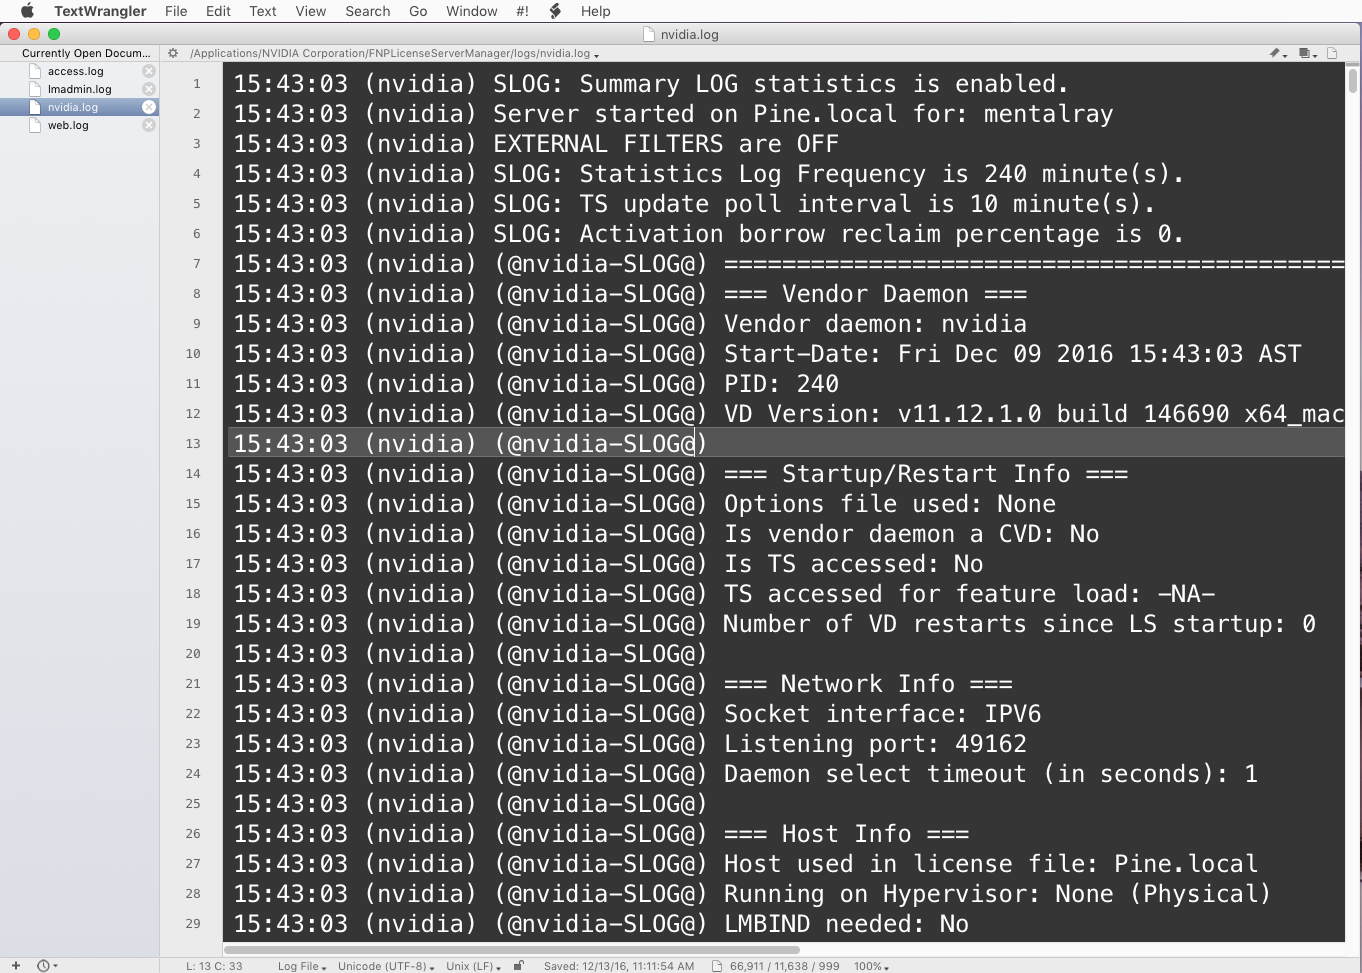 TextWrangler File Edit Text View Search Go Window #! Help
nvidia.log
Currently Open Docum... /Applications/NVIDIA Corporation/FNPLicenseServerManager/logs/nvidia.log
access.log
lmadmin.log
nvidia.log
web.log
1 15:43:03 (nvidia) SLOG: Summary LOG statistics is enabled.
2 15:43:03 (nvidia) Server started on Pine.local for: mentalray
3 15:43:03 (nvidia) EXTERNAL FILTERS are OFF
4 15:43:03 (nvidia) SLOG: Statistics Log Frequency is 240 minute(s).
5 15:43:03 (nvidia) SLOG: TS update poll interval is 10 minute(s).
6 15:43:03 (nvidia) SLOG: Activation borrow reclaim percentage is 0.
7 15:43:03 (nvidia) (@nvidia-SLOG@) ===========================================
8 15:43:03 (nvidia) (@nvidia-SLOG@) === Vendor Daemon ===
9 15:43:03 (nvidia) (@nvidia-SLOG@) Vendor daemon: nvidia
10 15:43:03 (nvidia) (@nvidia-SLOG@) Start-Date: Fri Dec 09 2016 15:43:03 AST
11 15:43:03 (nvidia) (@nvidia-SLOG@) PID: 240
12 15:43:03 (nvidia) (@nvidia-SLOG@) VD Version: v11.12.1.0 build 146690 x64_mac
13 15:43:03 (nvidia) (@nvidia-SLOG@)
14 15:43:03 (nvidia) (@nvidia-SLOG@) === Startup/Restart Info ===
15 15:43:03 (nvidia) (@nvidia-SLOG@) Options file used: None
16 15:43:03 (nvidia) (@nvidia-SLOG@) Is vendor daemon a CVD: No
17 15:43:03 (nvidia) (@nvidia-SLOG@) Is TS accessed: No
18 15:43:03 (nvidia) (@nvidia-SLOG@) TS accessed for feature load: -NA-
19 15:43:03 (nvidia) (@nvidia-SLOG@) Number of VD restarts since LS startup: 0
20 15:43:03 (nvidia) (@nvidia-SLOG@)
21 15:43:03 (nvidia) (@nvidia-SLOG@) === Network Info ===
22 15:43:03 (nvidia) (@nvidia-SLOG@) Socket interface: IPV6
23 15:43:03 (nvidia) (@nvidia-SLOG@) Listening port: 49162
24 15:43:03 (nvidia) (@nvidia-SLOG@) Daemon select timeout (in seconds): 1
25 15:43:03 (nvidia) (@nvidia-SLOG@)
26 15:43:03 (nvidia) (@nvidia-SLOG@) === Host Info ===
27 15:43:03 (nvidia) (@nvidia-SLOG@) Host used in license file: Pine.local
28 15:43:03 (nvidia) (@nvidia-SLOG@) Running on Hypervisor: None (Physical)
29 15:43:03 (nvidia) (@nvidia-SLOG@) LMBIND needed: No
L: 13 C: 33 Log File Unicode (UTF-8) Unix (LF) Saved: 12/13/16, 11:11:54 AM 66,911 / 11,638 / 999 100%